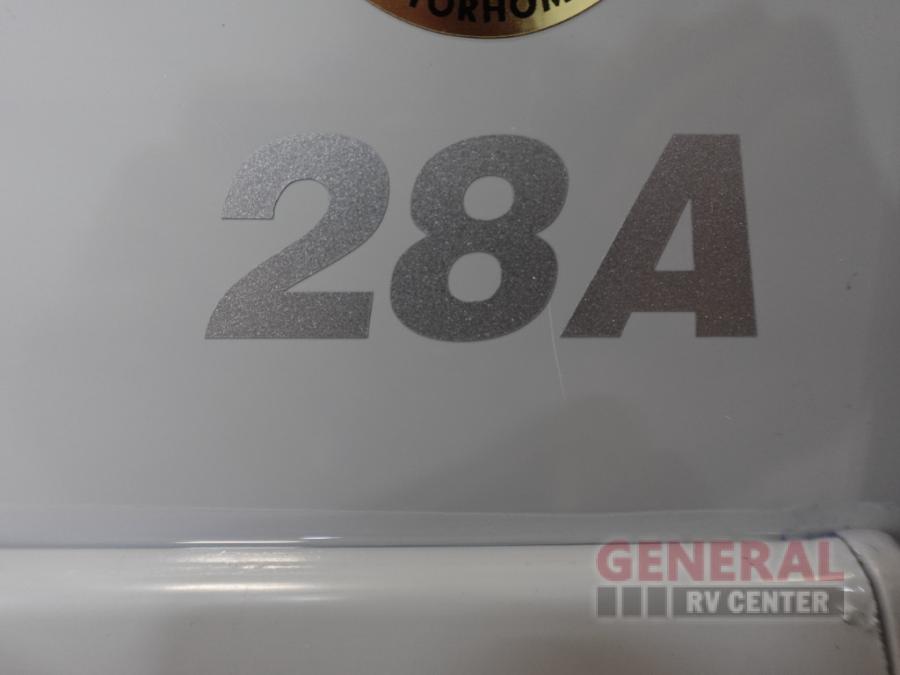 28A
GENERAL
RV CENTER